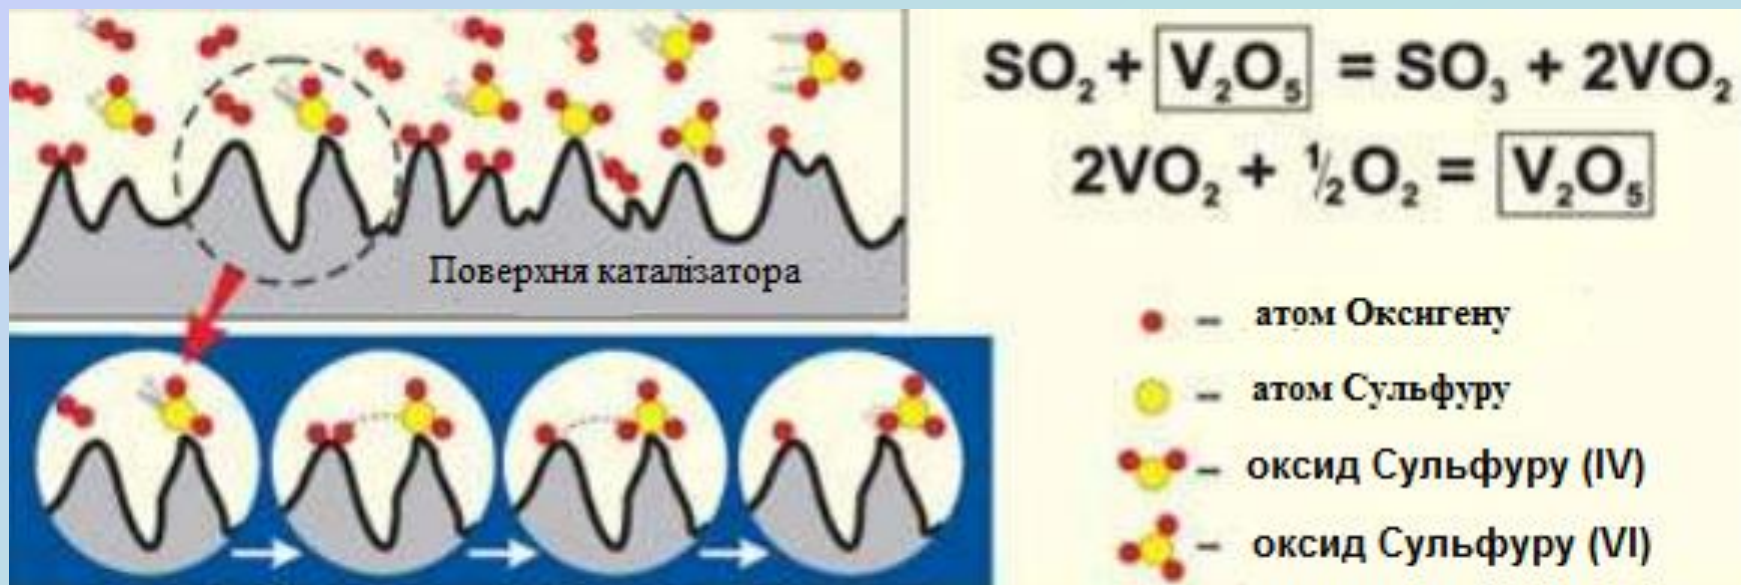 SO₂ + V₂O₅ = SO₃ + 2VO₂
2VO₂ + ½O₂ = V₂O₅
Поверхня каталізатора
– атом Оксигену
– атом Сульфуру
– оксид Сульфуру (IV)
– оксид Сульфуру (VI)